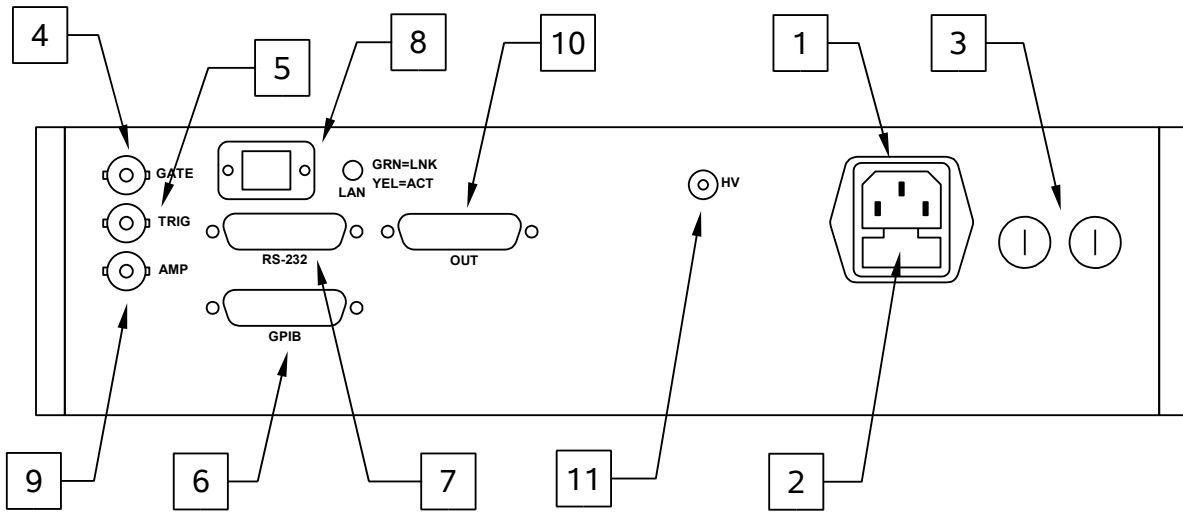 4
5
8
10
1
3
GATE
TRIG
AMP
GRN=LNK
YEL=ACT
LAN
RS-232
OUT
GPIB
HV
9
6
7
11
2